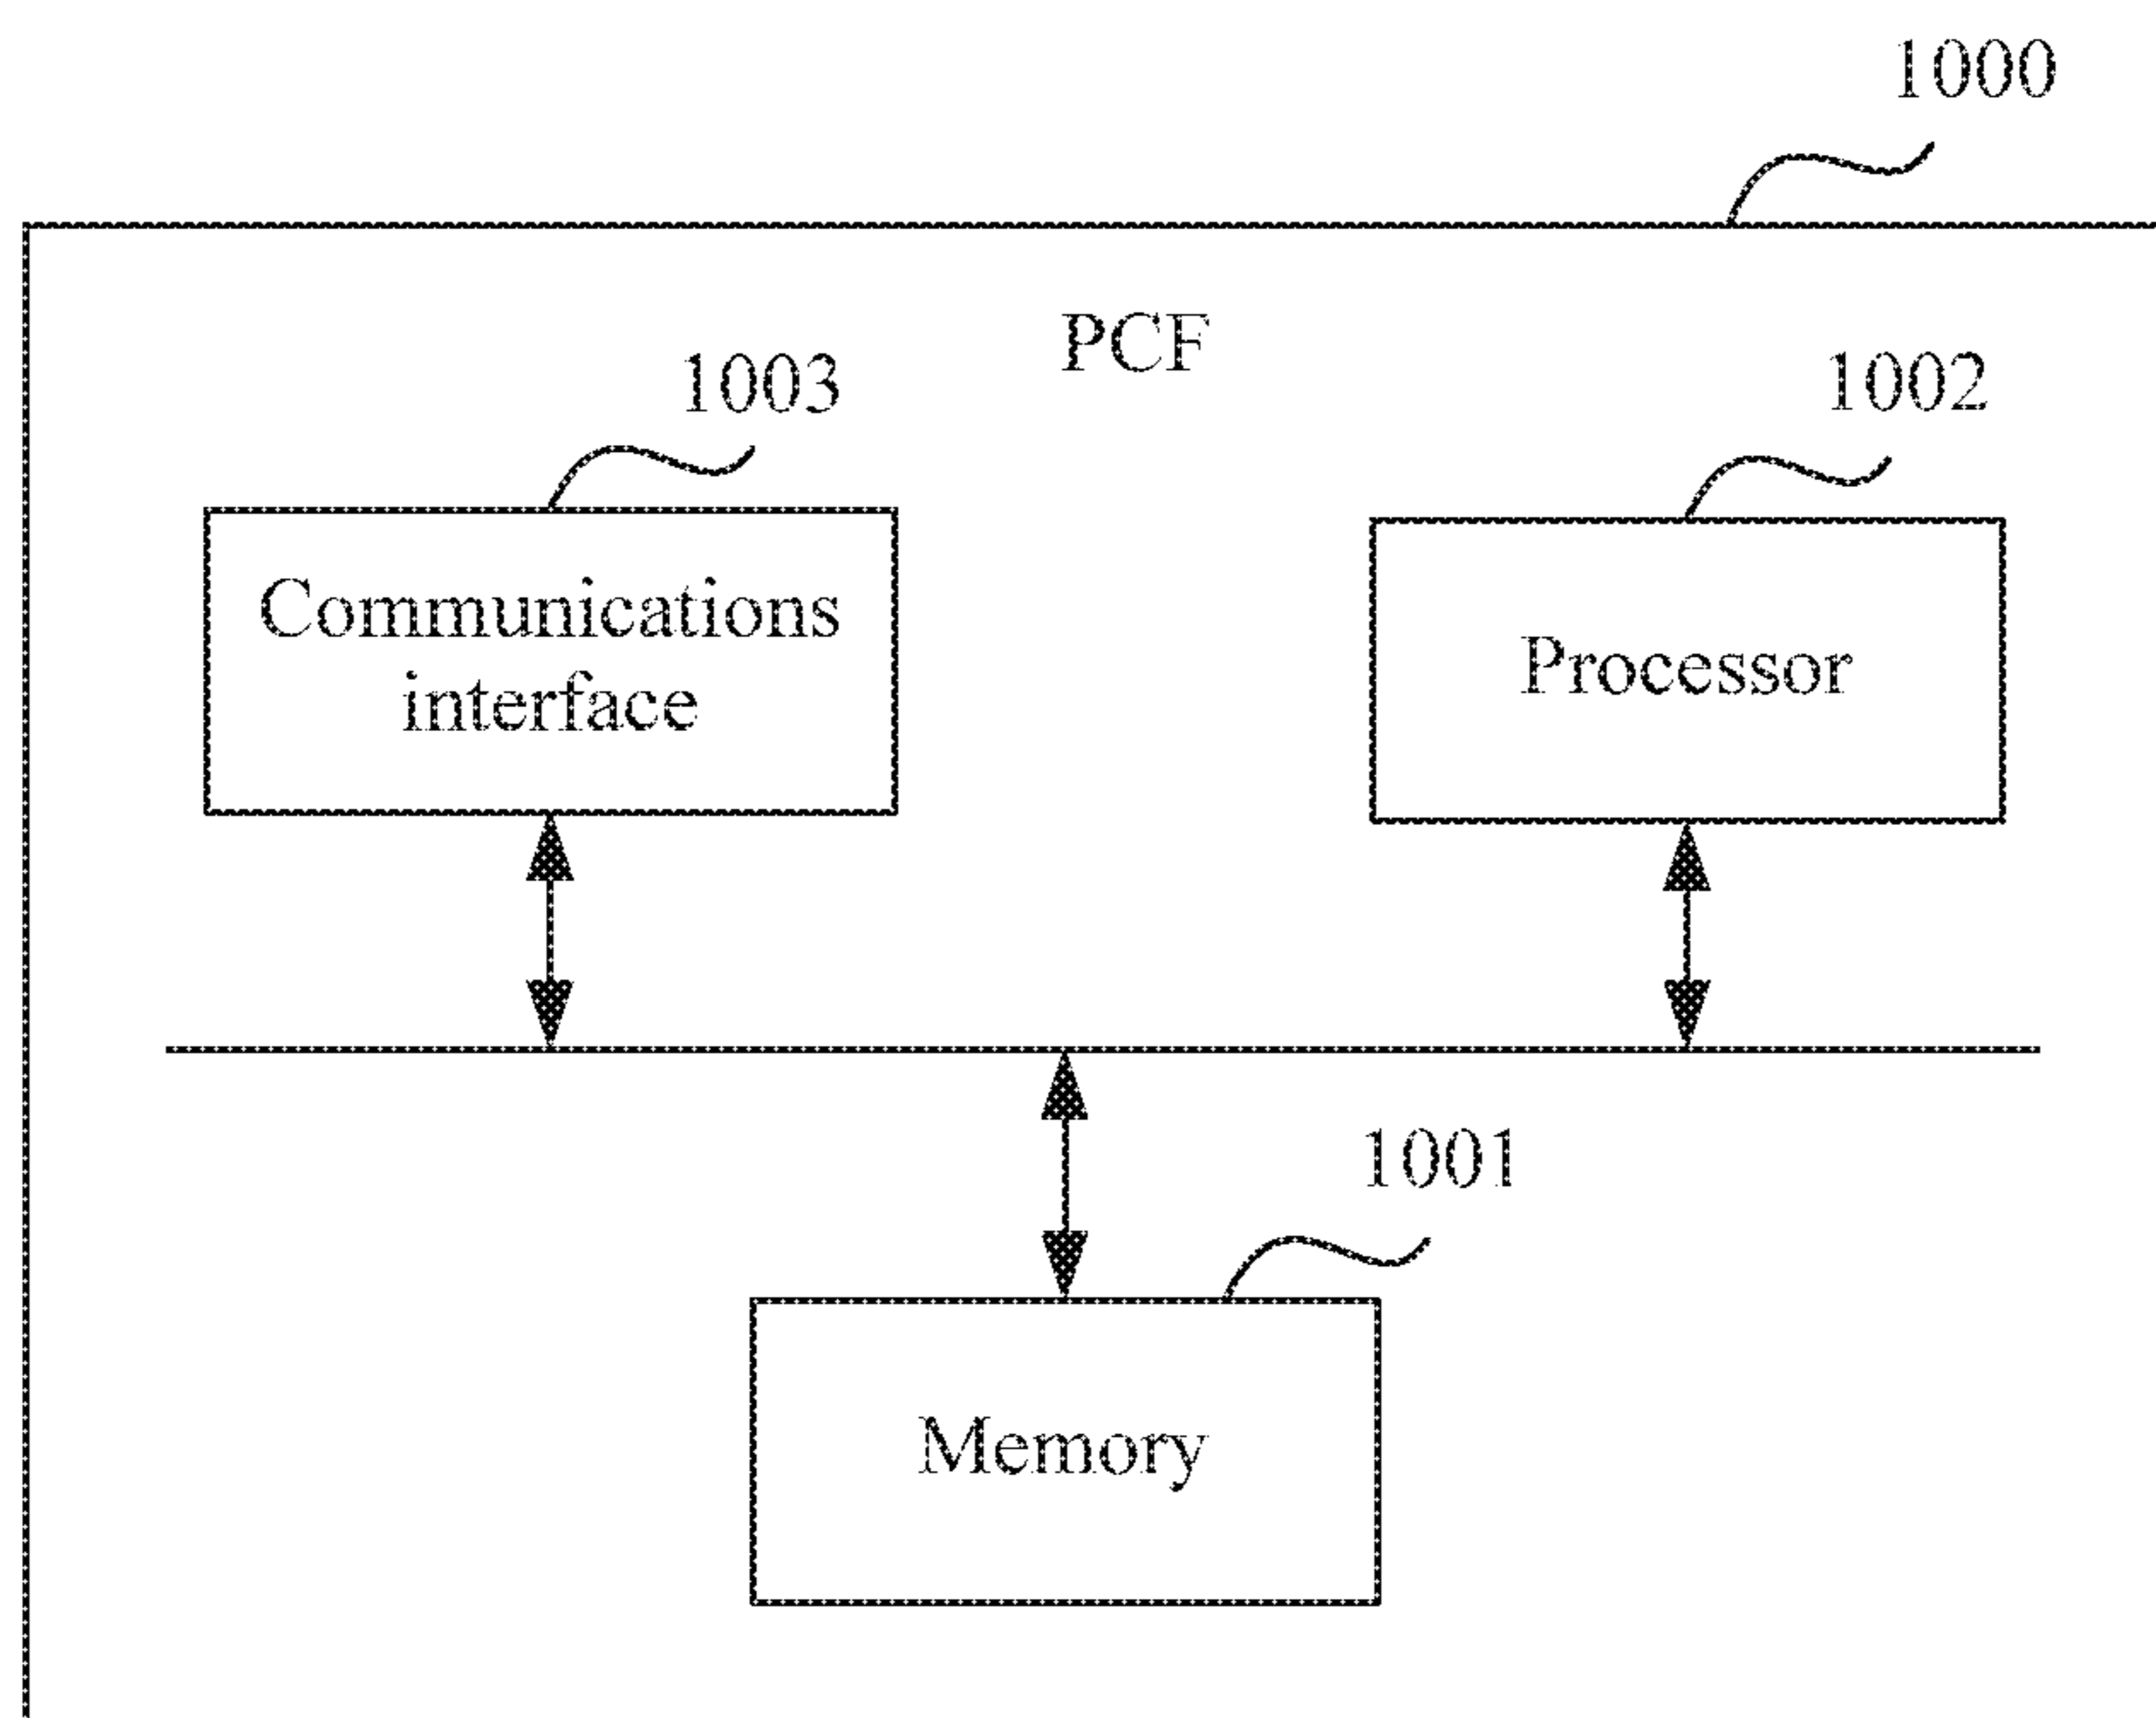 1000
PCF
1003
1002
Communications
interface
Processor
1001
Memory